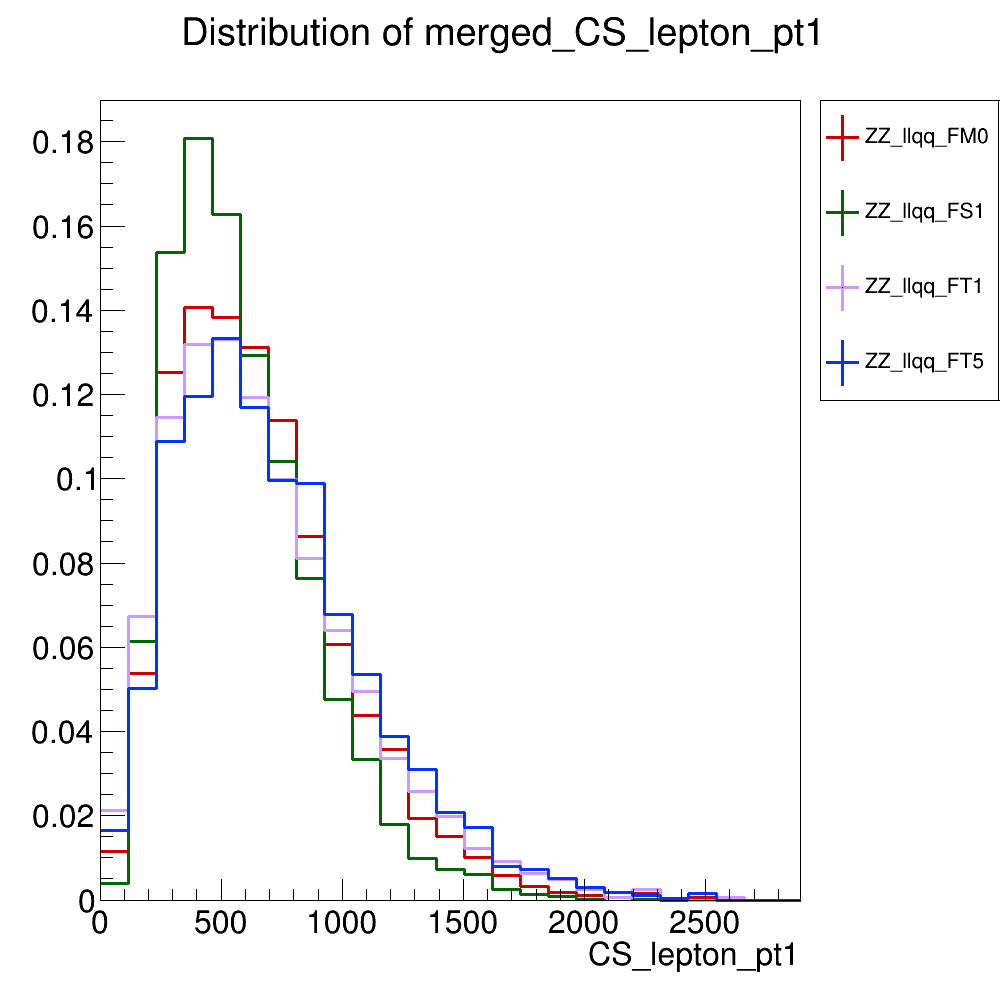 Distribution of merged_CS_lepton_pt1
0.18
0.16
0.14
0.12
0.1
0.08
0.06
0.04
0.02
0
0 500 1000 1500 2000 2500
CS_lepton_pt1
ZZ_llqq_FM0
ZZ_llqq_FS1
ZZ_llqq_FT1
ZZ_llqq_FT5